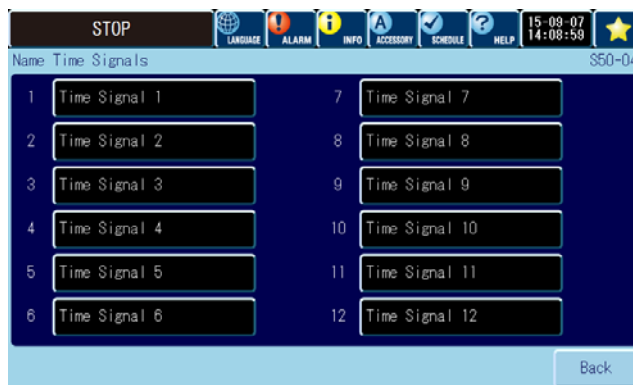 STOP LANGUAGE ALARM INFO ACCESSORY SCHEDULE HELP 15-09-07
14:08:59
Name Time Signals S50-04
1 Time Signal 1 7 Time Signal 7
2 Time Signal 2 8 Time Signal 8
3 Time Signal 3 9 Time Signal 9
4 Time Signal 4 10 Time Signal 10
5 Time Signal 5 11 Time Signal 11
6 Time Signal 6 12 Time Signal 12
Back